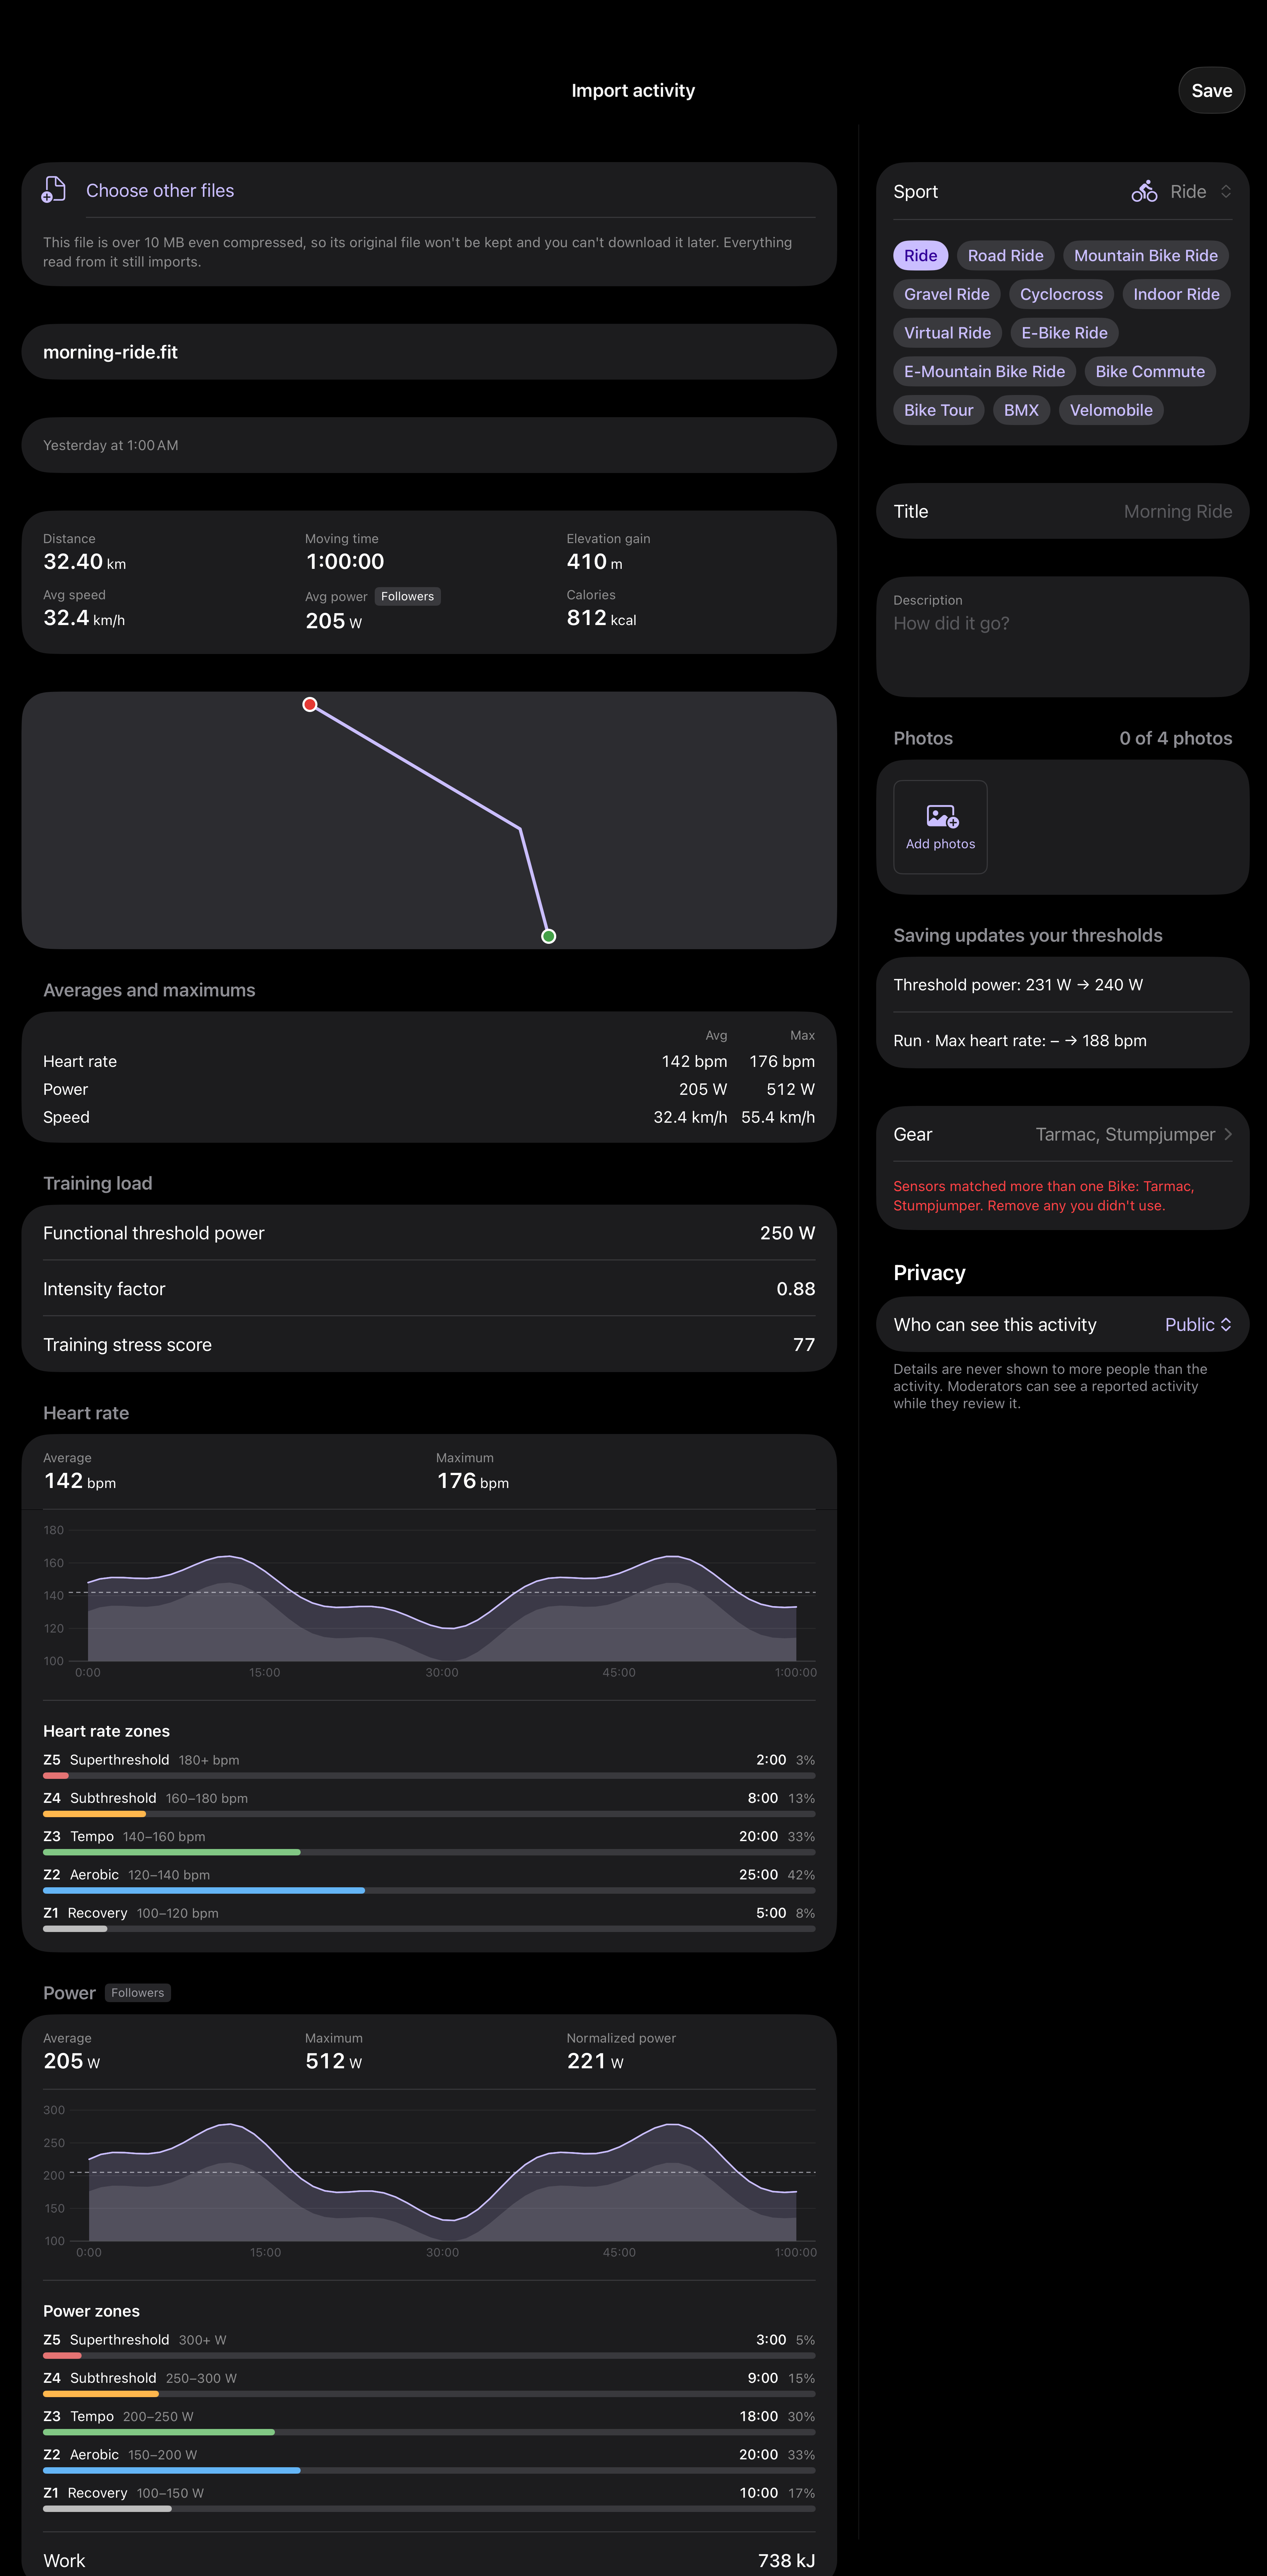 Import activity
Save
Choose other files
This file is over 10 MB even compressed, so its original file won't be kept and you can't download it later. Everything
read from it still imports.
morning-ride.fit
Yesterday at 1:00 AM
Distance
Moving time
Elevation gain
32.40 km
1:00:00
410 m
Avg speed
Avg power Followers
Calories
32.4 km/h
205 W
812 kcal
Averages and maximums
Avg Max
Heart rate 142 bpm 176 bpm
Power 205 W 512 W
Speed 32.4 km/h 55.4 km/h
Training load
Functional threshold power 250 W
Intensity factor 0.88
Training stress score 77
Heart rate
Average Maximum
142 bpm 176 bpm
180
160
140
120
100
0:00 15:00 30:00 45:00 1:00:00
Heart rate zones
Z5 Superthreshold 180+ bpm 2:00 3%
Z4 Subthreshold 160–180 bpm 8:00 13%
Z3 Tempo 140–160 bpm 20:00 33%
Z2 Aerobic 120–140 bpm 25:00 42%
Z1 Recovery 100–120 bpm 5:00 8%
Power Followers
Average Maximum Normalized power
205 W 512 W 221 W
300
250
200
150
100
0:00 15:00 30:00 45:00 1:00:00
Power zones
Z5 Superthreshold 300+ W 3:00 5%
Z4 Subthreshold 250–300 W 9:00 15%
Z3 Tempo 200–250 W 18:00 30%
Z2 Aerobic 150–200 W 20:00 33%
Z1 Recovery 100–150 W 10:00 17%
Work 738 kJ
Sport Ride
Ride Road Ride Mountain Bike Ride
Gravel Ride Cyclocross Indoor Ride
Virtual Ride E-Bike Ride
E-Mountain Bike Ride Bike Commute
Bike Tour BMX Velomobile
Title Morning Ride
Description
How did it go?
Photos 0 of 4 photos
Add photos
Saving updates your thresholds
Threshold power: 231 W → 240 W
Run · Max heart rate: – → 188 bpm
Gear Tarmac, Stumpjumper
Sensors matched more than one Bike: Tarmac,
Stumpjumper. Remove any you didn't use.
Privacy
Who can see this activity Public
Details are never shown to more people than the
activity. Moderators can see a reported activity
while they review it.